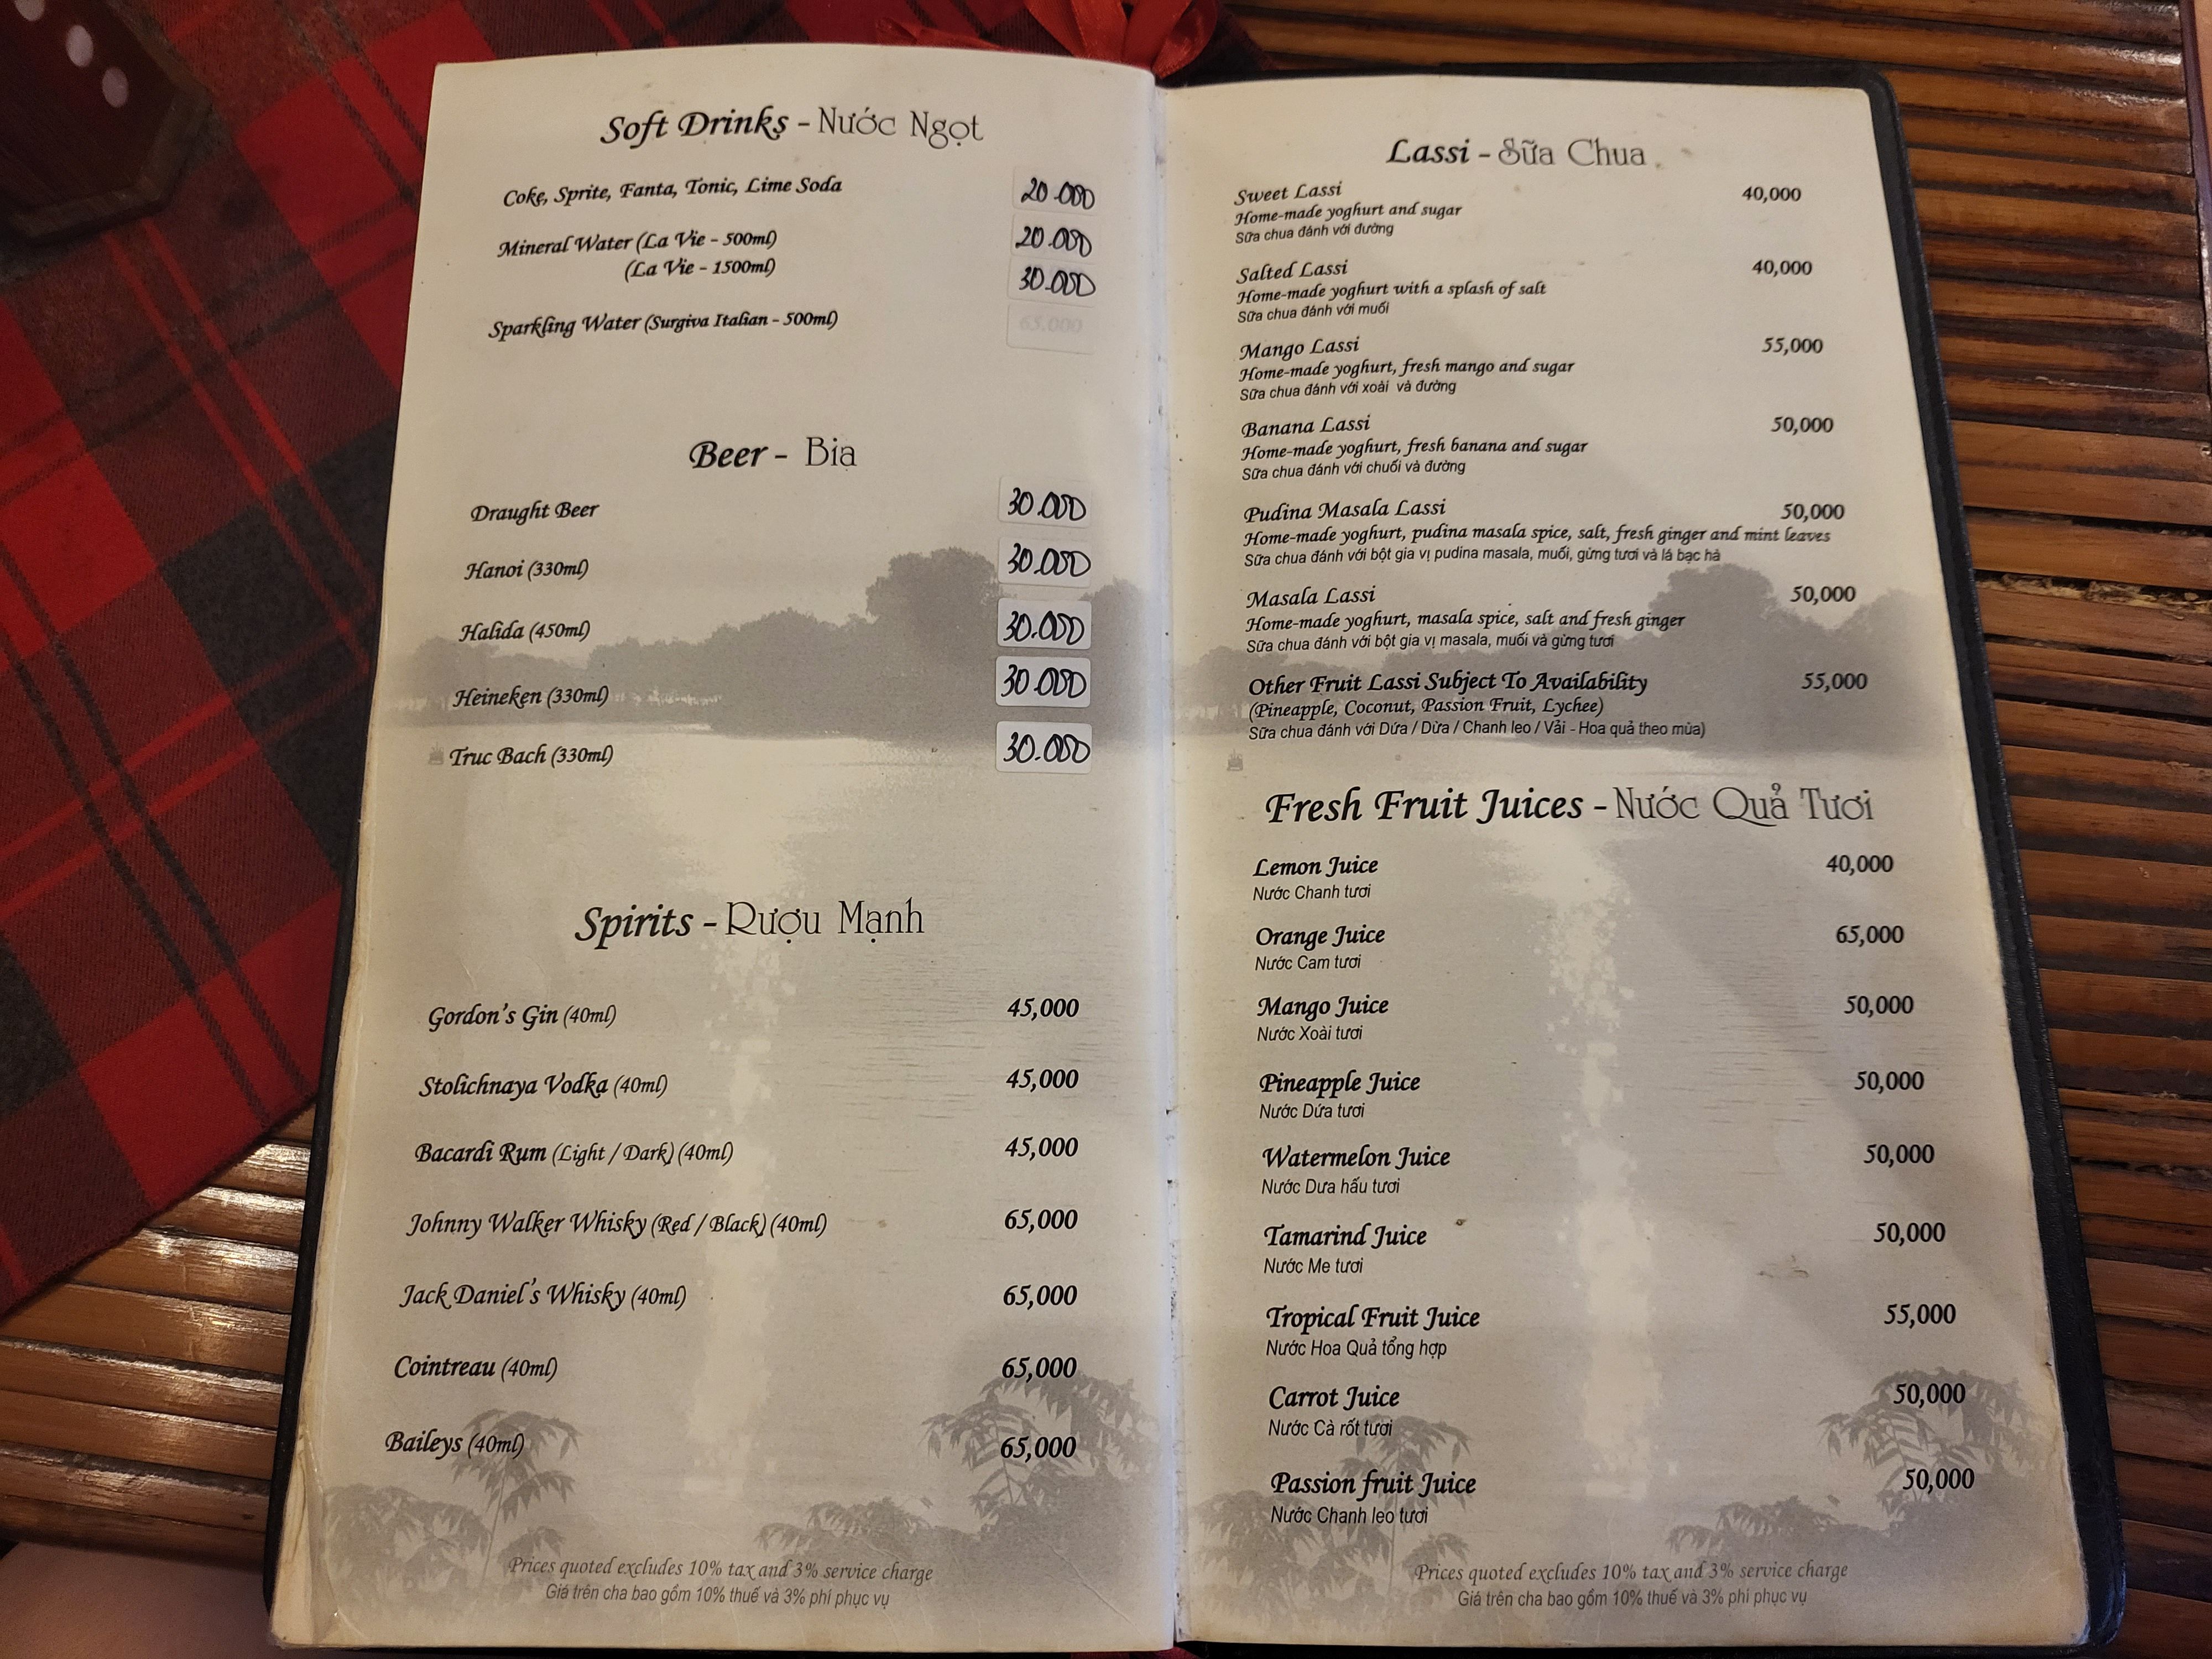 Soft Drinks - Nước Ngọt
Coke, Sprite, Fanta, Tonic, Lime Soda 20.000
Mineral Water (La Vie - 500ml) 20.000
(La Vie - 1500ml) 30.000
Sparkling Water (Surgiva Italian - 500ml) 65.000
Beer - Bia
Draught Beer 30.000
Hanoi (330ml) 30.000
Halida (450ml) 30.000
Heineken (330ml) 30.000
Truc Bach (330ml) 30.000
Spirits - Rượu Mạnh
Gordon's Gin (40ml) 45,000
Stolichnaya Vodka (40ml) 45,000
Bacardi Rum (Light / Dark) (40ml) 45,000
Johnny Walker Whisky (Red / Black) (40ml) 65,000
Jack Daniel's Whisky (40ml) 65,000
Cointreau (40ml) 65,000
Baileys (40ml) 65,000
Prices quoted excludes 10% tax and 3% service charge
Giá trên cha bao gồm 10% thuế và 3% phí phục vụ
Lassi - Sữa Chua
Sweet Lassi 40,000
Home-made yoghurt and sugar
Sữa chua đánh với đường
Salted Lassi 40,000
Home-made yoghurt with a splash of salt
Sữa chua đánh với muối
Mango Lassi 55,000
Home-made yoghurt, fresh mango and sugar
Sữa chua đánh với xoài và đường
Banana Lassi 50,000
Home-made yoghurt, fresh banana and sugar
Sữa chua đánh với chuối và đường
Pudina Masala Lassi 50,000
Home-made yoghurt, pudina masala spice, salt, fresh ginger and mint leaves
Sữa chua đánh với bột gia vị pudina masala, muối, gừng tươi và lá bạc hà
Masala Lassi 50,000
Home-made yoghurt, masala spice, salt and fresh ginger
Sữa chua đánh với bột gia vị masala, muối và gừng tươi
Other Fruit Lassi Subject To Availability 55,000
(Pineapple, Coconut, Passion Fruit, Lychee)
Sữa chua đánh với Dứa / Dừa / Chanh leo / Vải - Hoa quả theo mùa)
Fresh Fruit Juices - Nước Quả Tươi
Lemon Juice 40,000
Nước Chanh tươi
Orange Juice 65,000
Nước Cam tươi
Mango Juice 50,000
Nước Xoài tươi
Pineapple Juice 50,000
Nước Dứa tươi
Watermelon Juice 50,000
Nước Dưa hấu tươi
Tamarind Juice 50,000
Nước Me tươi
Tropical Fruit Juice 55,000
Nước Hoa Quả tổng hợp
Carrot Juice 50,000
Nước Cà rốt tươi
Passion fruit Juice 50,000
Nước Chanh leo tươi
Prices quoted excludes 10% tax and 3% service charge
Giá trên cha bao gồm 10% thuế và 3% phí phục vụ